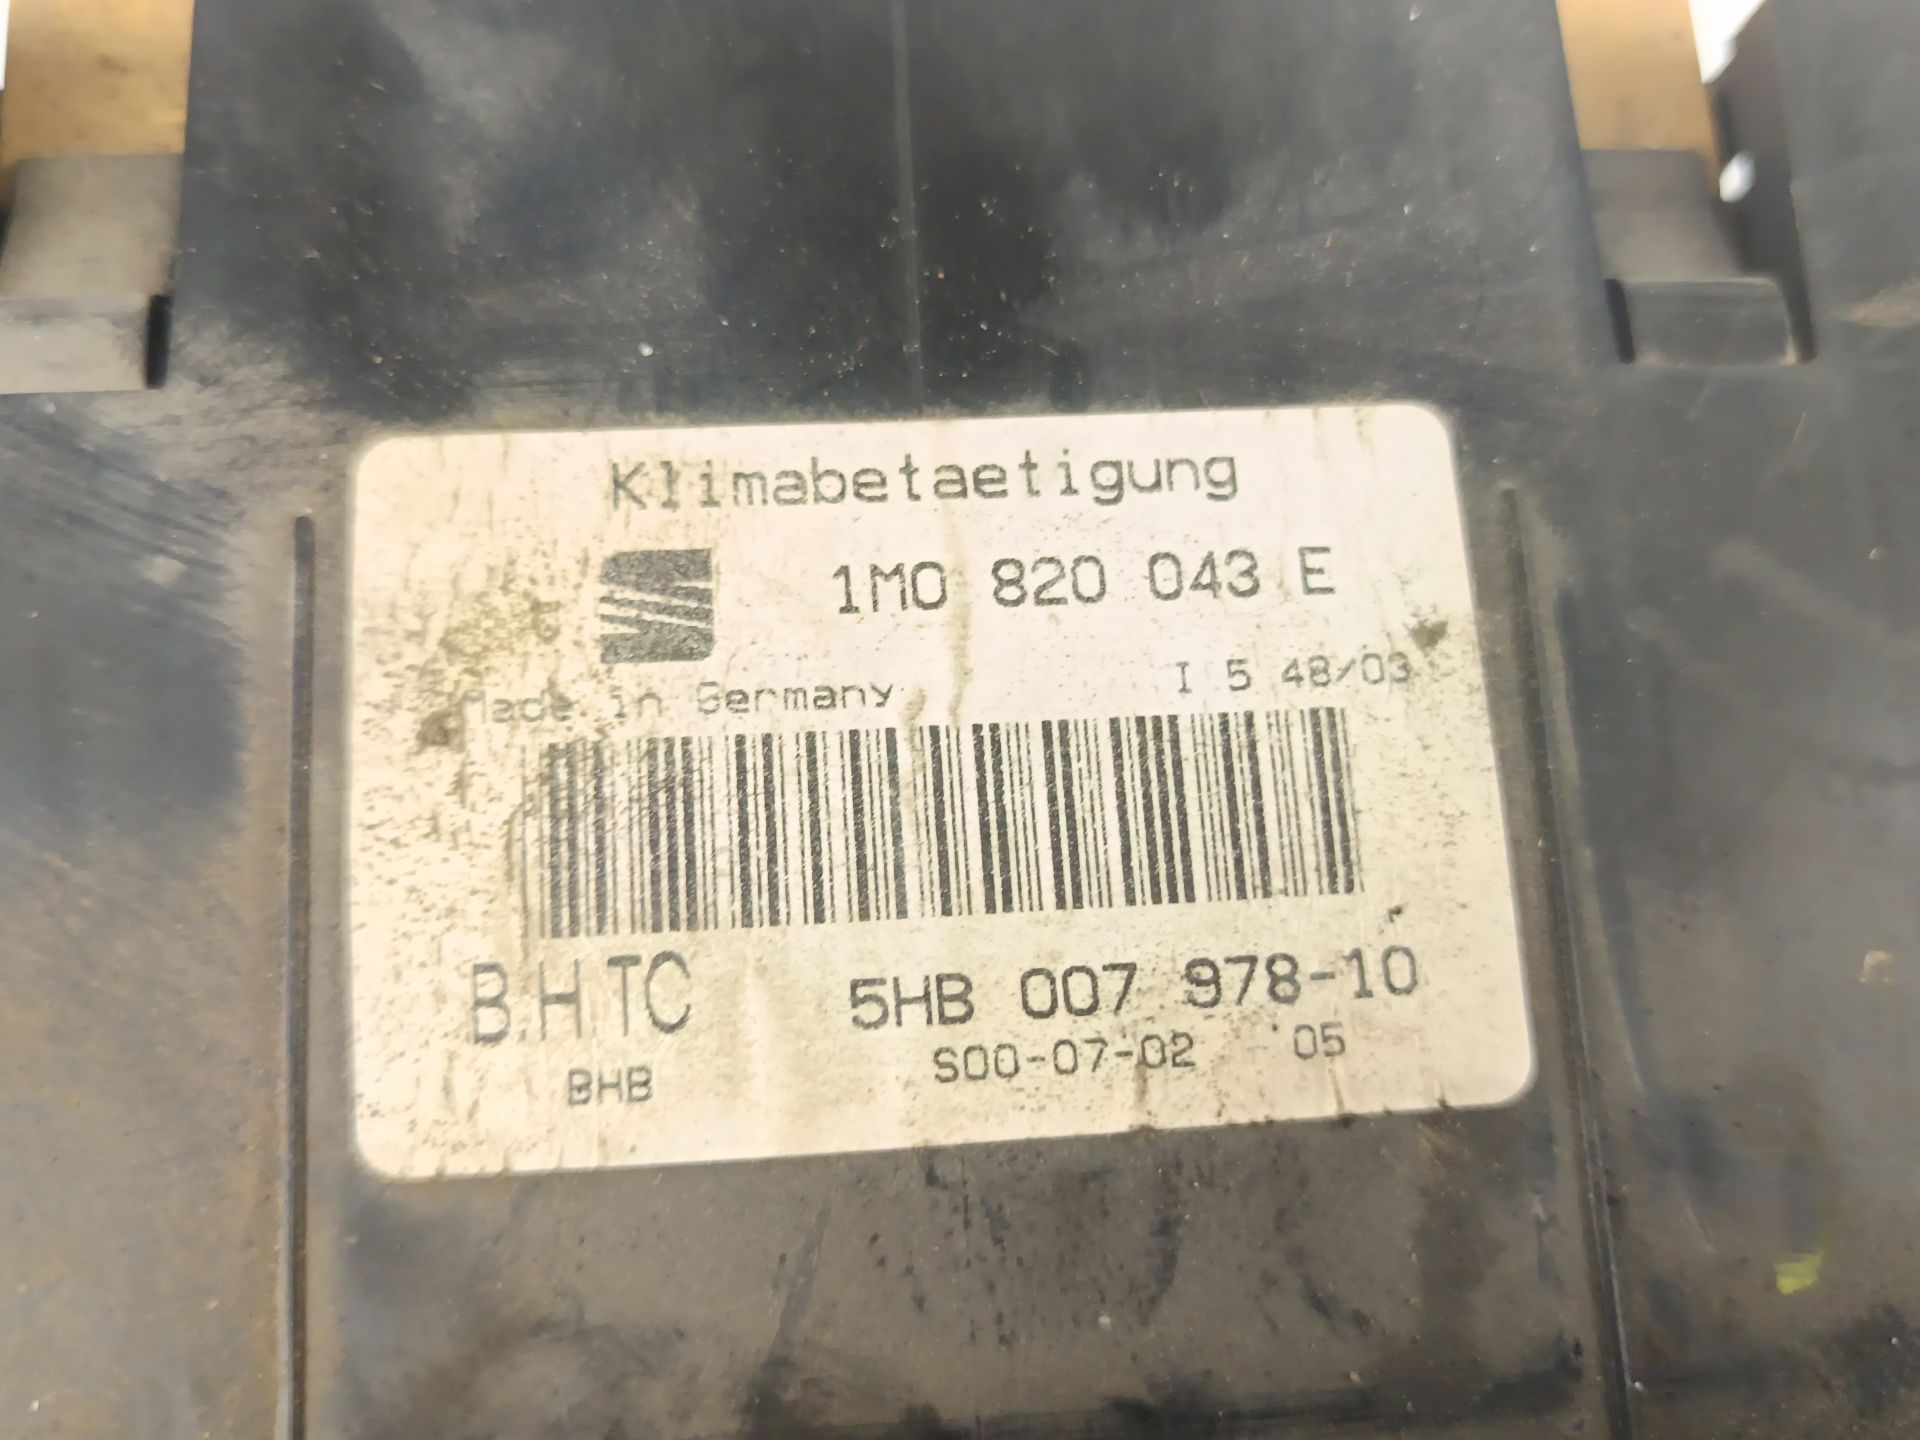 Klimabetaetigung
1M0 820 043 E
Made in Germany I 5 48/03
B.H.TC 5HB 007 978-10
BHB S00-07-02 05